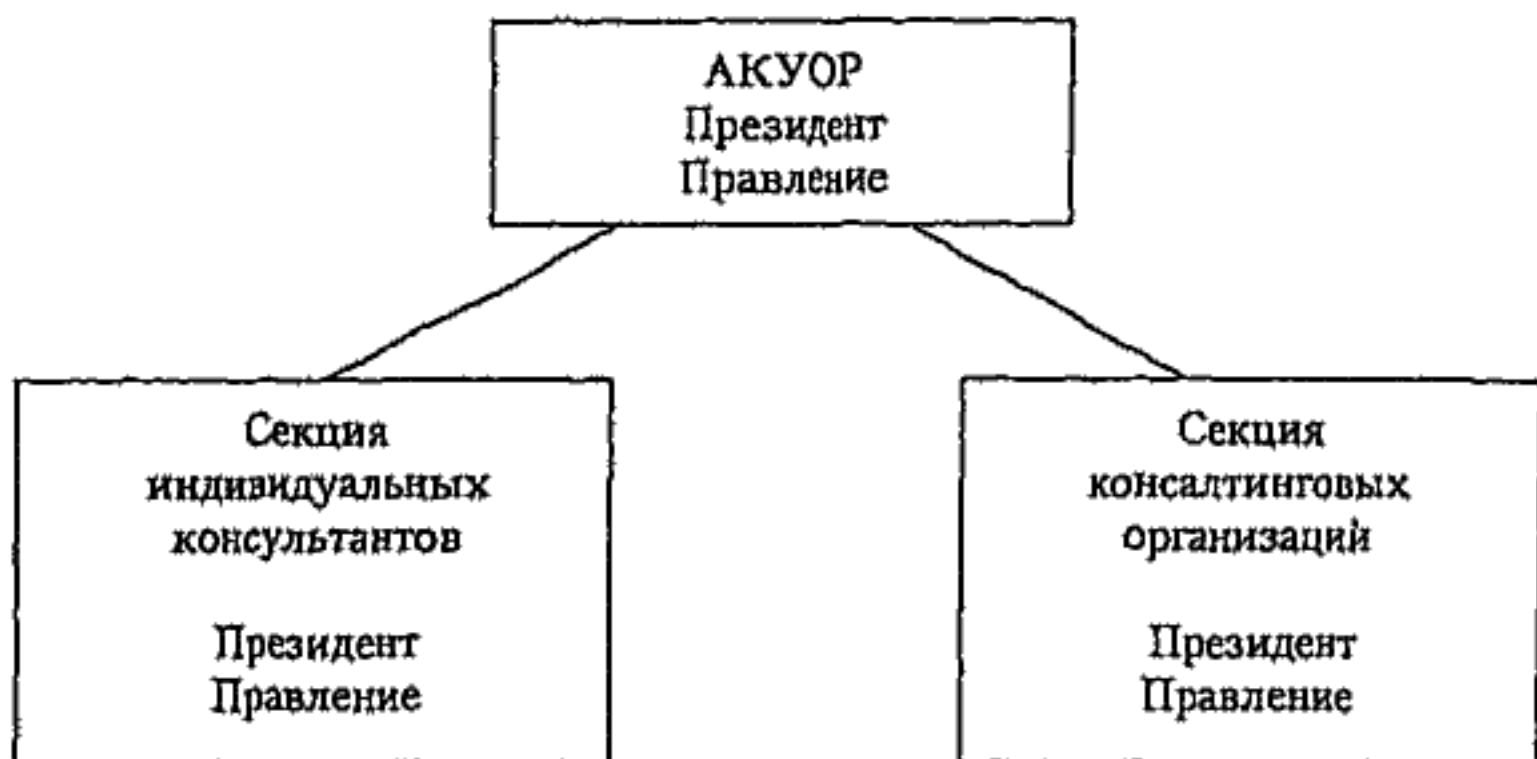 АКУОР
Президент
Правление
Секция
индивидуальных
консультантов
Президент
Правление
Секция
консалтинговых
организаций
Президент
Правление